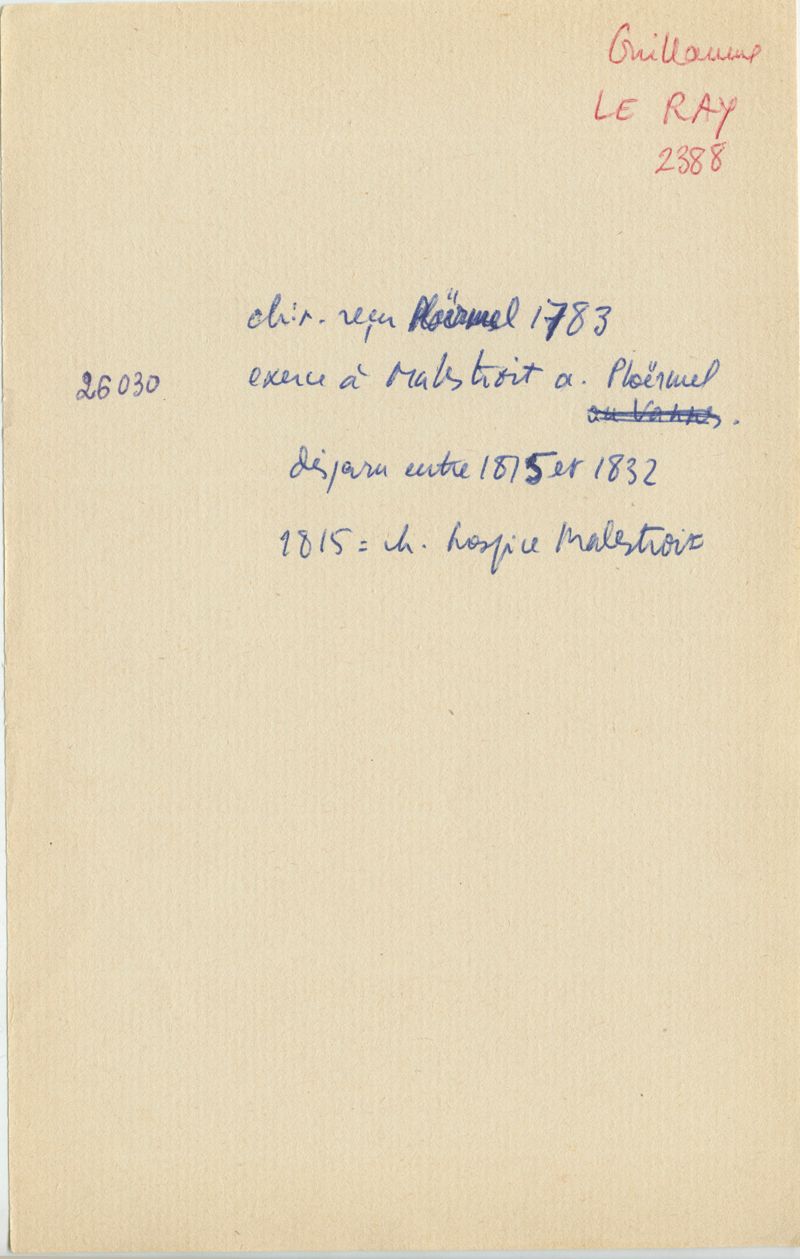 Guillaume
LE RAY
2388
chir. reçu Ploërmel 1783
26030 exerce à Malestroit a. Ploërmel
au Vannes.
disparu entre 1815 et 1832
1815 = ch. hospice Malestroit